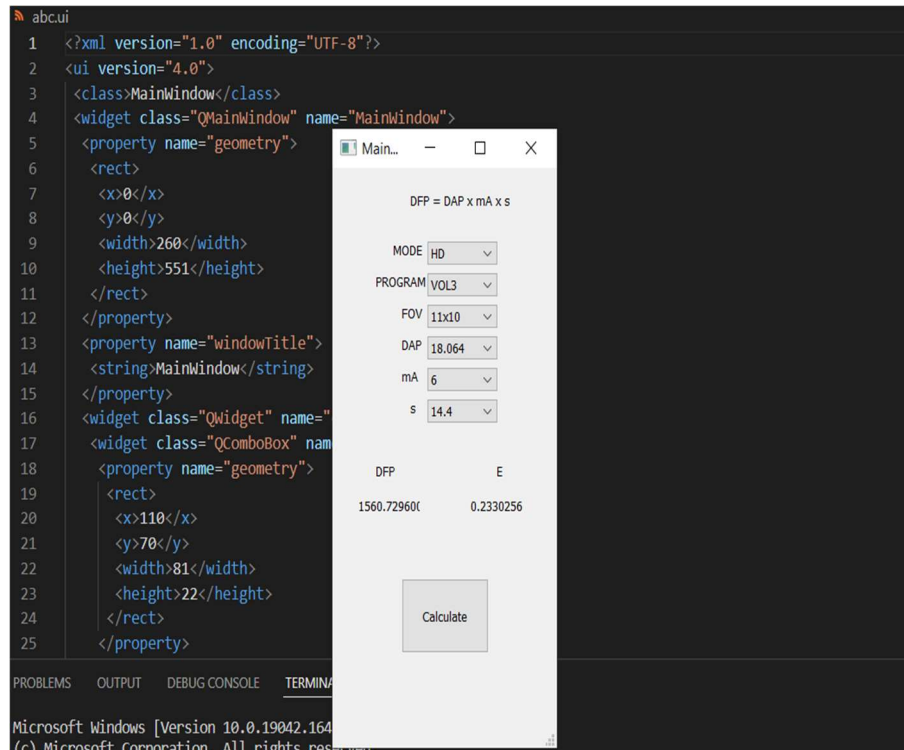 abc.ui
1 <?xml version="1.0" encoding="UTF-8"?>
2 <ui version="4.0">
3 <class>MainWindow</class>
4 <widget class="QMainWindow" name="MainWindow">
5 <property name="geometry">
6 <rect>
7 <x>0</x>
8 <y>0</y>
9 <width>260</width>
10 <height>551</height>
11 </rect>
12 </property>
13 <property name="windowTitle">
14 <string>MainWindow</string>
15 </property>
16 <widget class="QWidget" name="
17 <widget class="QComboBox" nam
18 <property name="geometry">
19 <rect>
20 <x>110</x>
21 <y>70</y>
22 <width>81</width>
23 <height>22</height>
24 </rect>
25 </property>
PROBLEMS OUTPUT DEBUG CONSOLE TERMINA
Microsoft Windows [Version 10.0.19042.164
(c) Microsoft Corporation. All rights res
Main...
DFP = DAP x mA x s
MODE HD
PROGRAM VOL3
FOV 11x10
DAP 18.064
mA 6
s 14.4
DFP E
1560.72960 0.2330256
Calculate